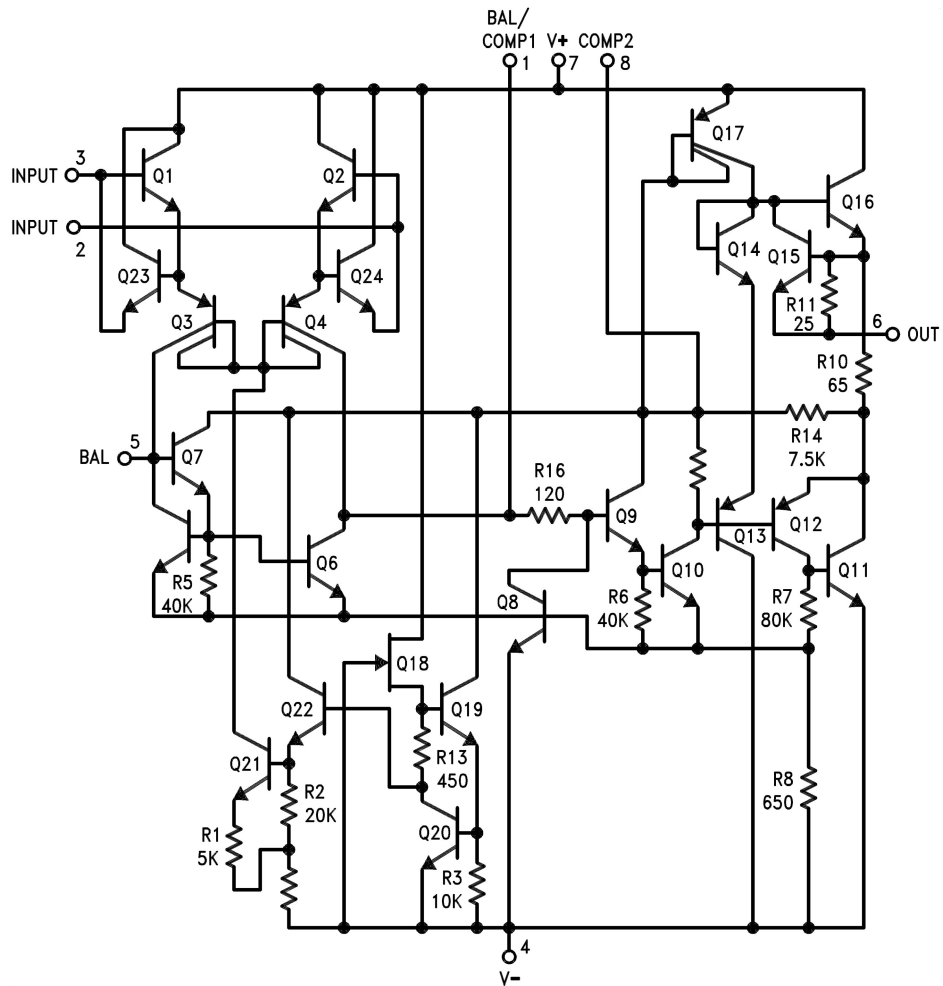 BAL/
COMP1 V+ COMP2
1 7 8
Q17
3
INPUT Q1 Q2
Q16
INPUT
2
Q14 Q15
Q23 Q24
R11
25
Q3 Q4
6
OUT
R10
65
5
BAL Q7
R14
7.5K
R16
120
Q9
Q13 Q12
Q6
Q10 Q11
R5
40K
Q8
R6
40K
R7
80K
Q18
Q22 Q19
Q21
R13
450
R2
20K
R8
650
R1
5K
Q20
R3
10K
4
V-